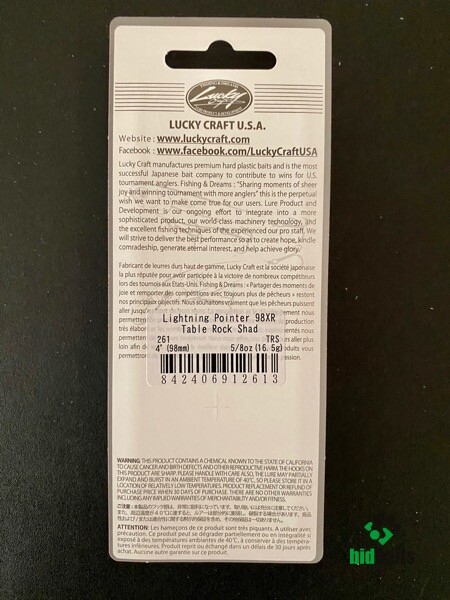 Lucky
LUCKY CRAFT U.S.A.
Website : www.luckycraft.com
Facebook : www.facebook.com/LuckyCraftUSA
Lucky Craft manufactures premium hard plastic baits and is the
most successful Japanese bait company to contribute to wins for U.S.
tournament anglers. Fishing & Dreams : "Sharing moments of sheer
joy and winning tournament with more anglers" this is the perpetual
wish we want to make come true for our users. Lure Product and
Development is our ongoing effort to integrate into a more
sophisticated product, our world-class machinery technology, and
the excellent fishing techniques of the experienced our pro staff. We
will strive to deliver the best performance so as to create hope, kindle
comradeship, generate eternal interest, and help achieve glory.
Fabricant de leurres durs haut de gamme, Lucky Craft est la société japonaise
la plus réputée pour avoir participé à la victoire de nombreux compétiteurs
lors des tournois aux Etats-Unis. Fishing & Dreams : « Partager des moments de
joie et remporter des compétitions avec toujours plus de pêcheurs » restent
nos principaux objectifs. Nous souhaitons que les pêcheurs puissent
aller jusqu'
Lightning Pointer 98XR
Table Rock Shad
261 TRS
4" (98mm) 5/8oz (16.5g)
842406912613
WARNING: THIS PRODUCT CONTAINS A CHEMICAL KNOWN TO THE STATE OF CALIFORNIA
TO CAUSE CANCER AND BIRTH DEFECTS AND OTHER REPRODUCTIVE HARM. THE HOOKS ON
THIS PRODUCT ARE SHARP. PLEASE HANDLE WITH CARE. ALSO, THE LURE MAY PARTIALLY
EXPAND AND BURST IN AN AMBIENT TEMPERATURE OF 40°C, SO PLEASE STORE IT IN A
LOCATION OF RELATIVELY LOW TEMPERATURES. PRODUCT REPLACEMENT OR REFUND OF
PURCHASE PRICE WHEN 30 DAYS OF PURCHASE. THERE ARE NO OTHER WARRANTIES
INCLUDING ANY IMPLIED WARRANTIES OF MERCHANTABILITY AND/OR FITNESS.
ATTENTION: Les hameçons de ce produit sont très piquants. A utiliser avec
précaution. Ce produit peut se dégrader partiellement ou en intégralité si
exposé à des températures ambiantes de 40°C, à conserver à des tempéra-
tures inférieures. Produit repris ou échangé dans un délais de 30 jours après
achat. Aucune autre garantie sur ce produit.
bid